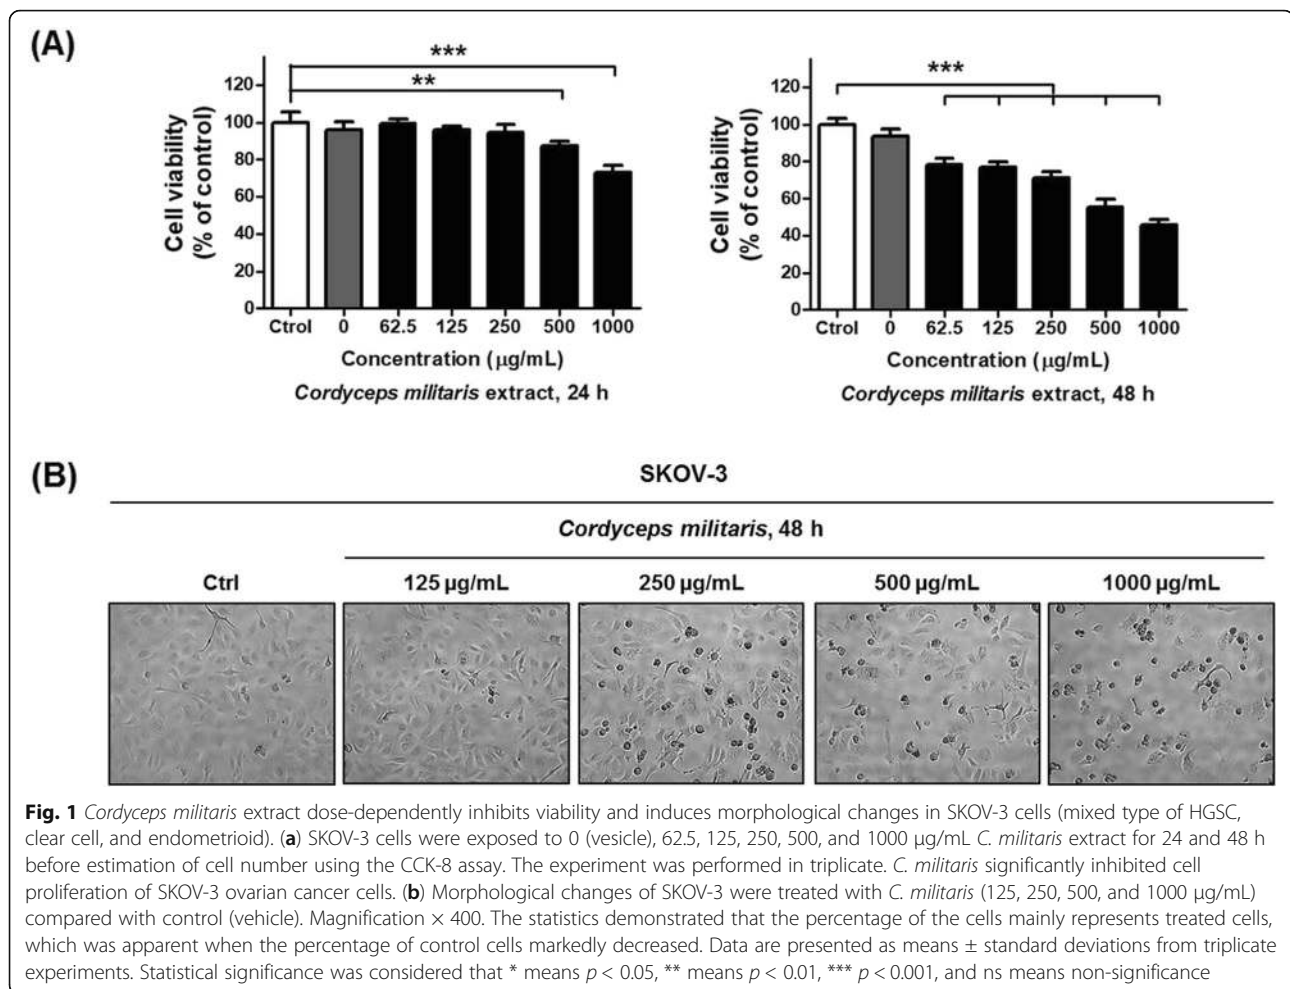 (A)
***
**
120
100
80
60
40
20
0
Cell viability
(% of control)
Ctrol 0 62.5 125 250 500 1000
Concentration (μg/mL)
Cordyceps militaris extract, 24 h
***
120
100
80
60
40
20
0
Cell viability
(% of control)
Ctrol 0 62.5 125 250 500 1000
Concentration (μg/mL)
Cordyceps militaris extract, 48 h
(B)
SKOV-3
Cordyceps militaris, 48 h
Ctrl 125 μg/mL 250 μg/mL 500 μg/mL 1000 μg/mL
Fig. 1 Cordyceps militaris extract dose-dependently inhibits viability and induces morphological changes in SKOV-3 cells (mixed type of HGSC,
clear cell, and endometrioid). (a) SKOV-3 cells were exposed to 0 (vesicle), 62.5, 125, 250, 500, and 1000 μg/mL C. militaris extract for 24 and 48 h
before estimation of cell number using the CCK-8 assay. The experiment was performed in triplicate. C. militaris significantly inhibited cell
proliferation of SKOV-3 ovarian cancer cells. (b) Morphological changes of SKOV-3 were treated with C. militaris (125, 250, 500, and 1000 μg/mL)
compared with control (vehicle). Magnification × 400. The statistics demonstrated that the percentage of the cells mainly represents treated cells,
which was apparent when the percentage of control cells markedly decreased. Data are presented as means ± standard deviations from triplicate
experiments. Statistical significance was considered that * means p < 0.05, ** means p < 0.01, *** p < 0.001, and ns means non-significance